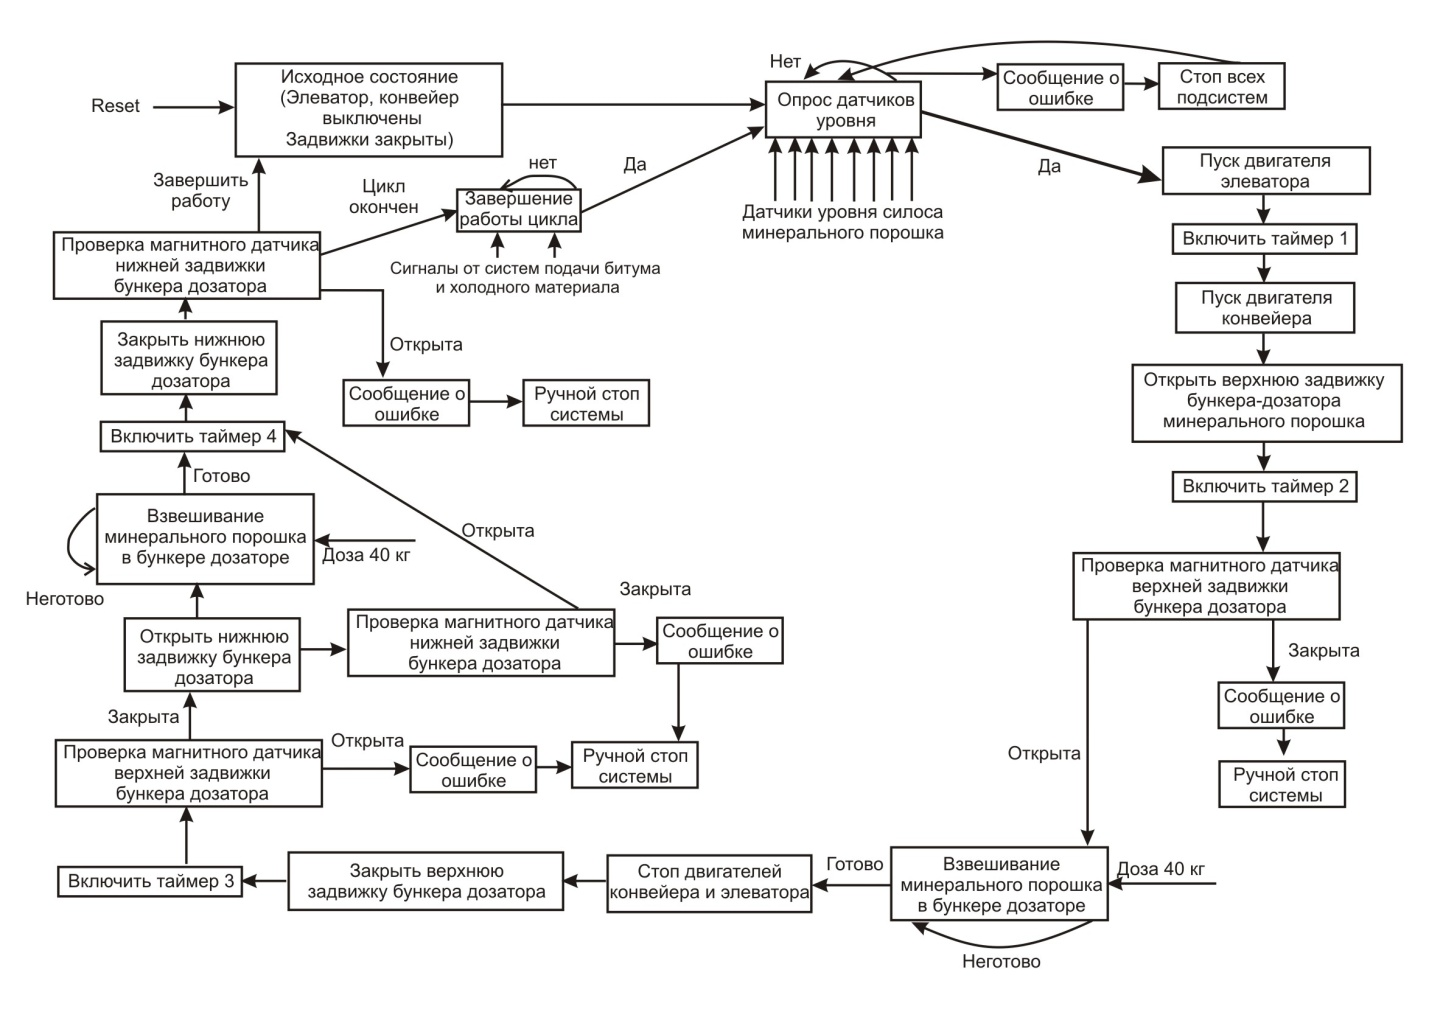 Reset
Исходное состояние
(Элеватор, конвейер
выключены
Задвижки закрыты)
Нет
Опрос датчиков
уровня
Сообщение о
ошибке
Стоп всех
подсистем
Да
Датчики уровня силоса
минерального порошка
Пуск двигателя
элеватора
Включить таймер 1
Пуск двигателя
конвейера
Открыть верхнюю задвижку
бункера-дозатора
минерального порошка
Включить таймер 2
Проверка магнитного датчика
верхней задвижки
бункера дозатора
Закрыта
Сообщение о
ошибке
Ручной стоп
системы
Открыта
Взвешивание
минерального порошка
в бункере дозаторе
Доза 40 кг
Неготово
Готово
Стоп двигателей
конвейера и элеватора
Закрыть верхнюю
задвижку бункера дозатора
Включить таймер 3
Проверка магнитного датчика
верхней задвижки
бункера дозатора
Открыта
Сообщение о
ошибке
Ручной стоп
системы
Закрыта
Открыть нижнюю
задвижку бункера
дозатора
Проверка магнитного датчика
нижней задвижки
бункера дозатора
Закрыта
Сообщение о
ошибке
Открыта
Взвешивание
минерального порошка
в бункере дозаторе
Доза 40 кг
Неготово
Готово
Включить таймер 4
Закрыть нижнюю
задвижку бункера
дозатора
Проверка магнитного датчика
нижней задвижки
бункера дозатора
Открыта
Сообщение о
ошибке
Ручной стоп
системы
Завершить
работу
Цикл
окончен
нет
Завершение
работы цикла
Да
Сигналы от систем подачи битума
и холодного материала